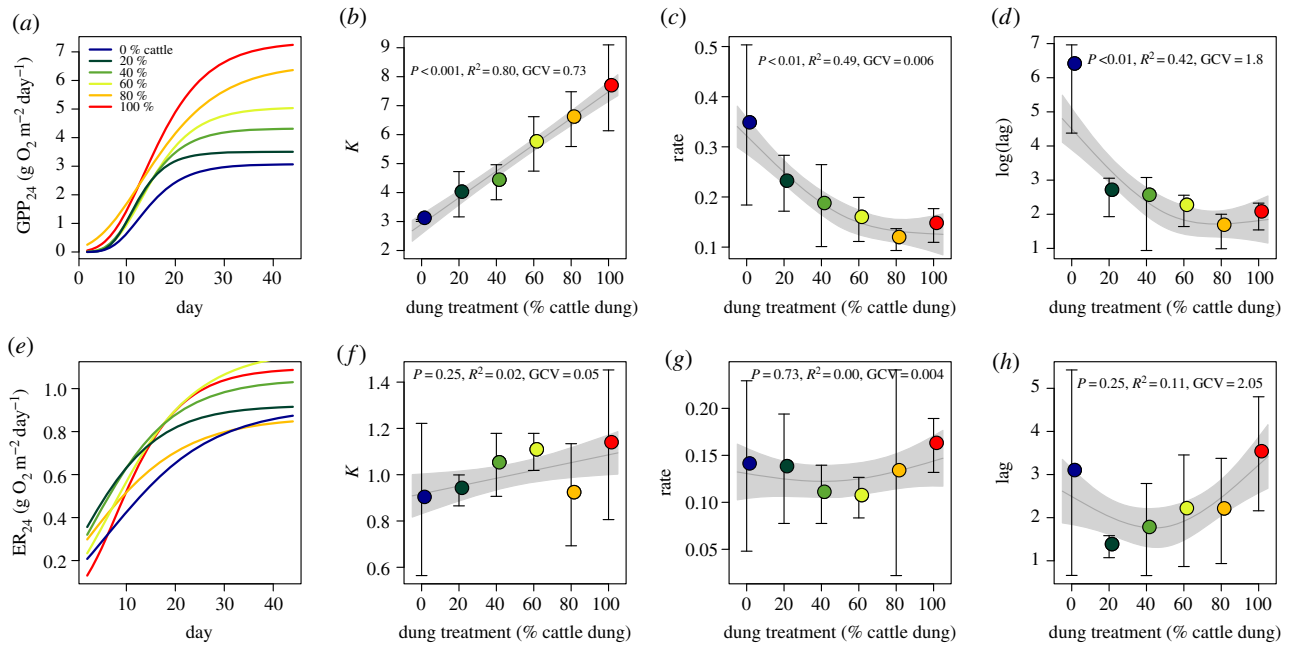 (a)
GPP24 (g O2 m−2 day−1)
7
6
5
4
3
2
1
0
0 % cattle
20 %
40 %
60 %
80 %
100 %
0 10 20 30 40
day
(b)
K
9
8
7
6
5
4
3
2
P < 0.001, R2 = 0.80, GCV = 0.73
0 20 40 60 80 100
dung treatment (% cattle dung)
(c)
rate
0.5
0.4
0.3
0.2
0.1
P < 0.01, R2 = 0.49, GCV = 0.006
0 20 40 60 80 100
dung treatment (% cattle dung)
(d)
log(lag)
7
6
5
4
3
2
1
P < 0.01, R2 = 0.42, GCV = 1.8
0 20 40 60 80 100
dung treatment (% cattle dung)
(e)
ER24 (g O2 m−2 day−1)
1.0
0.8
0.6
0.4
0.2
10 20 30 40
day
(f)
K
1.4
1.2
1.0
0.8
0.6
P = 0.25, R2 = 0.02, GCV = 0.05
0 20 40 60 80 100
dung treatment (% cattle dung)
(g)
rate
0.20
0.15
0.10
0.05
P = 0.73, R2 = 0.00, GCV = 0.004
0 20 40 60 80 100
dung treatment (% cattle dung)
(h)
lag
5
4
3
2
1
P = 0.25, R2 = 0.11, GCV = 2.05
0 20 40 60 80 100
dung treatment (% cattle dung)